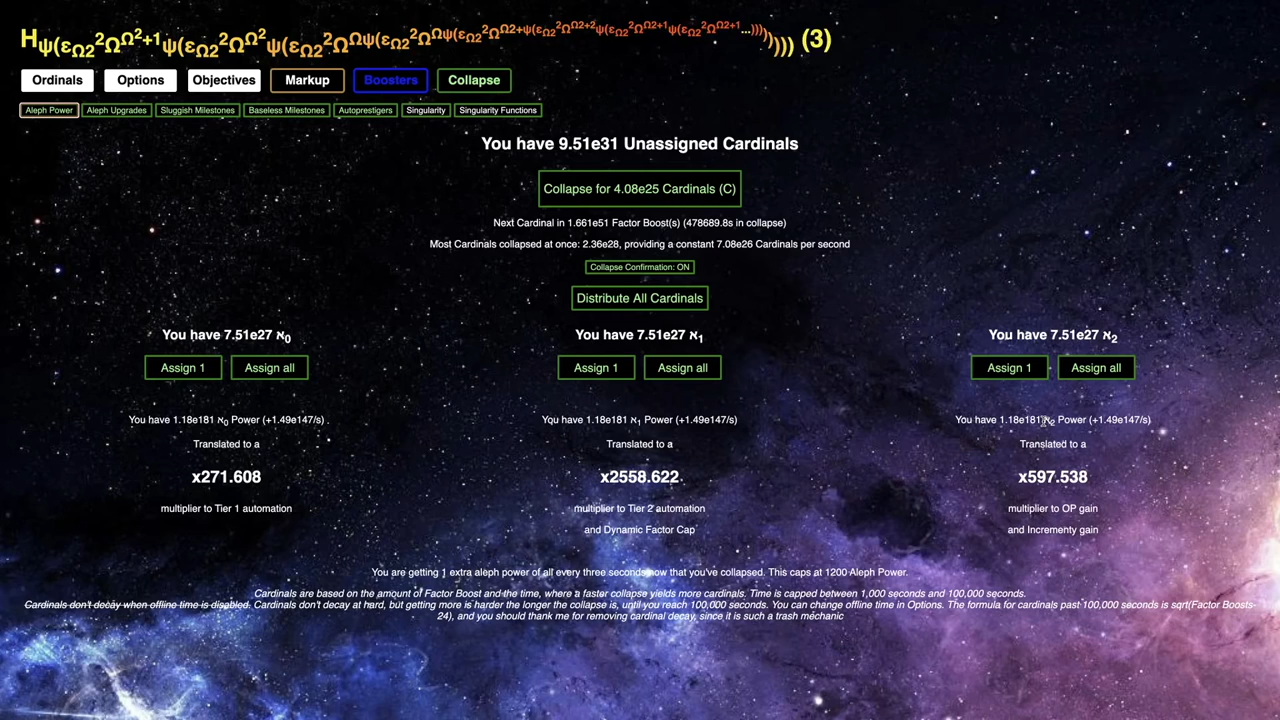 Hψ(εΩ2²ΩΩ²+1ψ(εΩ2²ΩΩ²ψ(εΩ2²ΩΩψ(εΩ2²ΩΩψ(εΩ2²ΩΩ2+ψ(εΩ2²ΩΩ2+2ψ(εΩ2²ΩΩ2+1ψ(εΩ2²ΩΩ2+1...)))))))) (3)
Ordinals Options Objectives Markup Boosters Collapse
Aleph Power Aleph Upgrades Sluggish Milestones Baseless Milestones Autoprestigers Singularity Singularity Functions
You have 9.51e31 Unassigned Cardinals
Collapse for 4.08e25 Cardinals (C)
Next Cardinal in 1.661e51 Factor Boost(s) (478689.8s in collapse)
Most Cardinals collapsed at once: 2.36e28, providing a constant 7.08e26 Cardinals per second
Collapse Confirmation: ON
Distribute All Cardinals
You have 7.51e27 ℵ0 You have 7.51e27 ℵ1 You have 7.51e27 ℵ2
Assign 1 Assign all Assign 1 Assign all Assign 1 Assign all
You have 1.18e181 ℵ0 Power (+1.49e147/s) You have 1.18e181 ℵ1 Power (+1.49e147/s) You have 1.18e181 ℵ2 Power (+1.49e147/s)
Translated to a Translated to a Translated to a
x271.608 x2558.622 x597.538
multiplier to Tier 1 automation multiplier to Tier 2 automation multiplier to OP gain
and Dynamic Factor Cap and Incrementy gain
You are getting 1 extra aleph power of all every three seconds now that you've collapsed. This caps at 1200 Aleph Power.
Cardinals are based on the amount of Factor Boost and the time, where a faster collapse yields more cardinals. Time is capped between 1,000 seconds and 100,000 seconds.
Cardinals don't decay when offline time is disabled. Cardinals don't decay at hard, but getting more is harder the longer the collapse is, until you reach 100,000 seconds. You can change offline time in Options. The formula for cardinals past 100,000 seconds is sqrt(Factor Boosts-
24), and you should thank me for removing cardinal decay, since it is such a trash mechanic